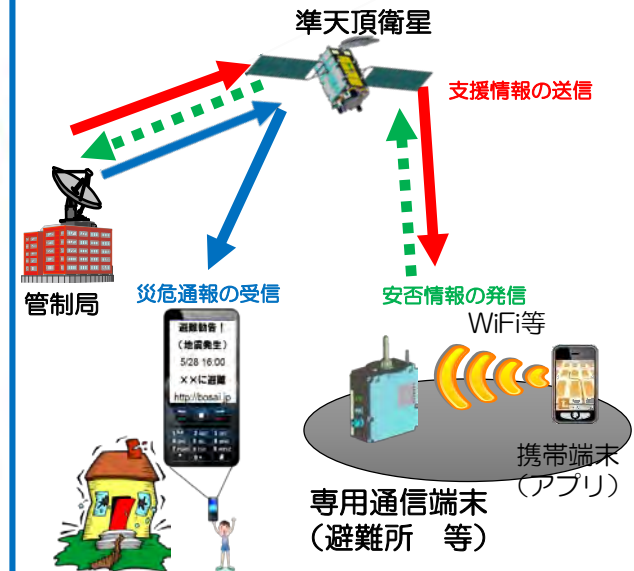 準天頂衛星
支援情報の送信
管制局
災危通報の受信
安否情報の発信
WiFi等
避難勧告！
（地震発生）
5/28 16:00
××に避難
http://bosai.jp
携帯端末
（アプリ）
専用通信端末
（避難所　等）